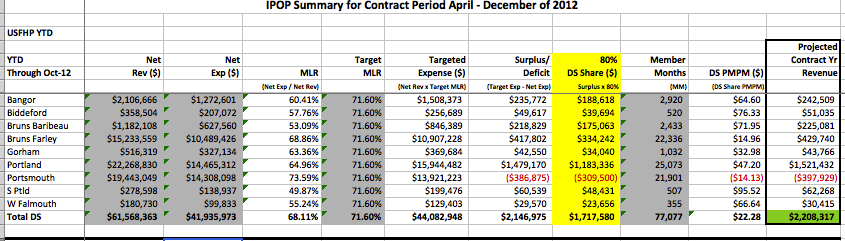 IPOP Summary for Contract Period April - December of 2012
USFHP YTD
Projected
YTD Net Net Target Targeted Surplus/ 80% Member Contract Yr
Through Oct-12 Rev ($) Exp ($) MLR MLR Expense ($) Deficit DS Share ($) Months DS PMPM ($) Revenue
(Net Exp / Net Rev) (Net Rev x Target MLR) (Target Exp - Net Exp) Surplus x 80% (MM) (DS Share PMPM)
Bangor $2,106,666 $1,272,601 60.41% 71.60% $1,508,373 $235,772 $188,618 2,920 $64.60 $242,509
Biddeford $358,504 $207,072 57.76% 71.60% $256,689 $49,617 $39,694 520 $76.33 $51,035
Bruns Baribeau $1,182,108 $627,560 53.09% 71.60% $846,389 $218,829 $175,063 2,433 $71.95 $225,081
Bruns Farley $15,233,559 $10,489,426 68.86% 71.60% $10,907,228 $417,802 $334,242 22,336 $14.96 $429,740
Gorham $516,319 $327,134 63.36% 71.60% $369,684 $42,550 $34,040 1,032 $32.98 $43,766
Portland $22,268,830 $14,465,312 64.96% 71.60% $15,944,482 $1,479,170 $1,183,336 25,073 $47.20 $1,521,432
Portsmouth $19,443,049 $14,308,098 73.59% 71.60% $13,921,223 ($386,875) ($309,500) 21,901 ($14.13) ($397,929)
S Ptld $278,598 $138,937 49.87% 71.60% $199,476 $60,539 $48,431 507 $95.52 $62,268
W Falmouth $180,730 $99,833 55.24% 71.60% $129,403 $29,570 $23,656 355 $66.64 $30,415
Total DS $61,568,363 $41,935,973 68.11% 71.60% $44,082,948 $2,146,975 $1,717,580 77,077 $22.28 $2,208,317